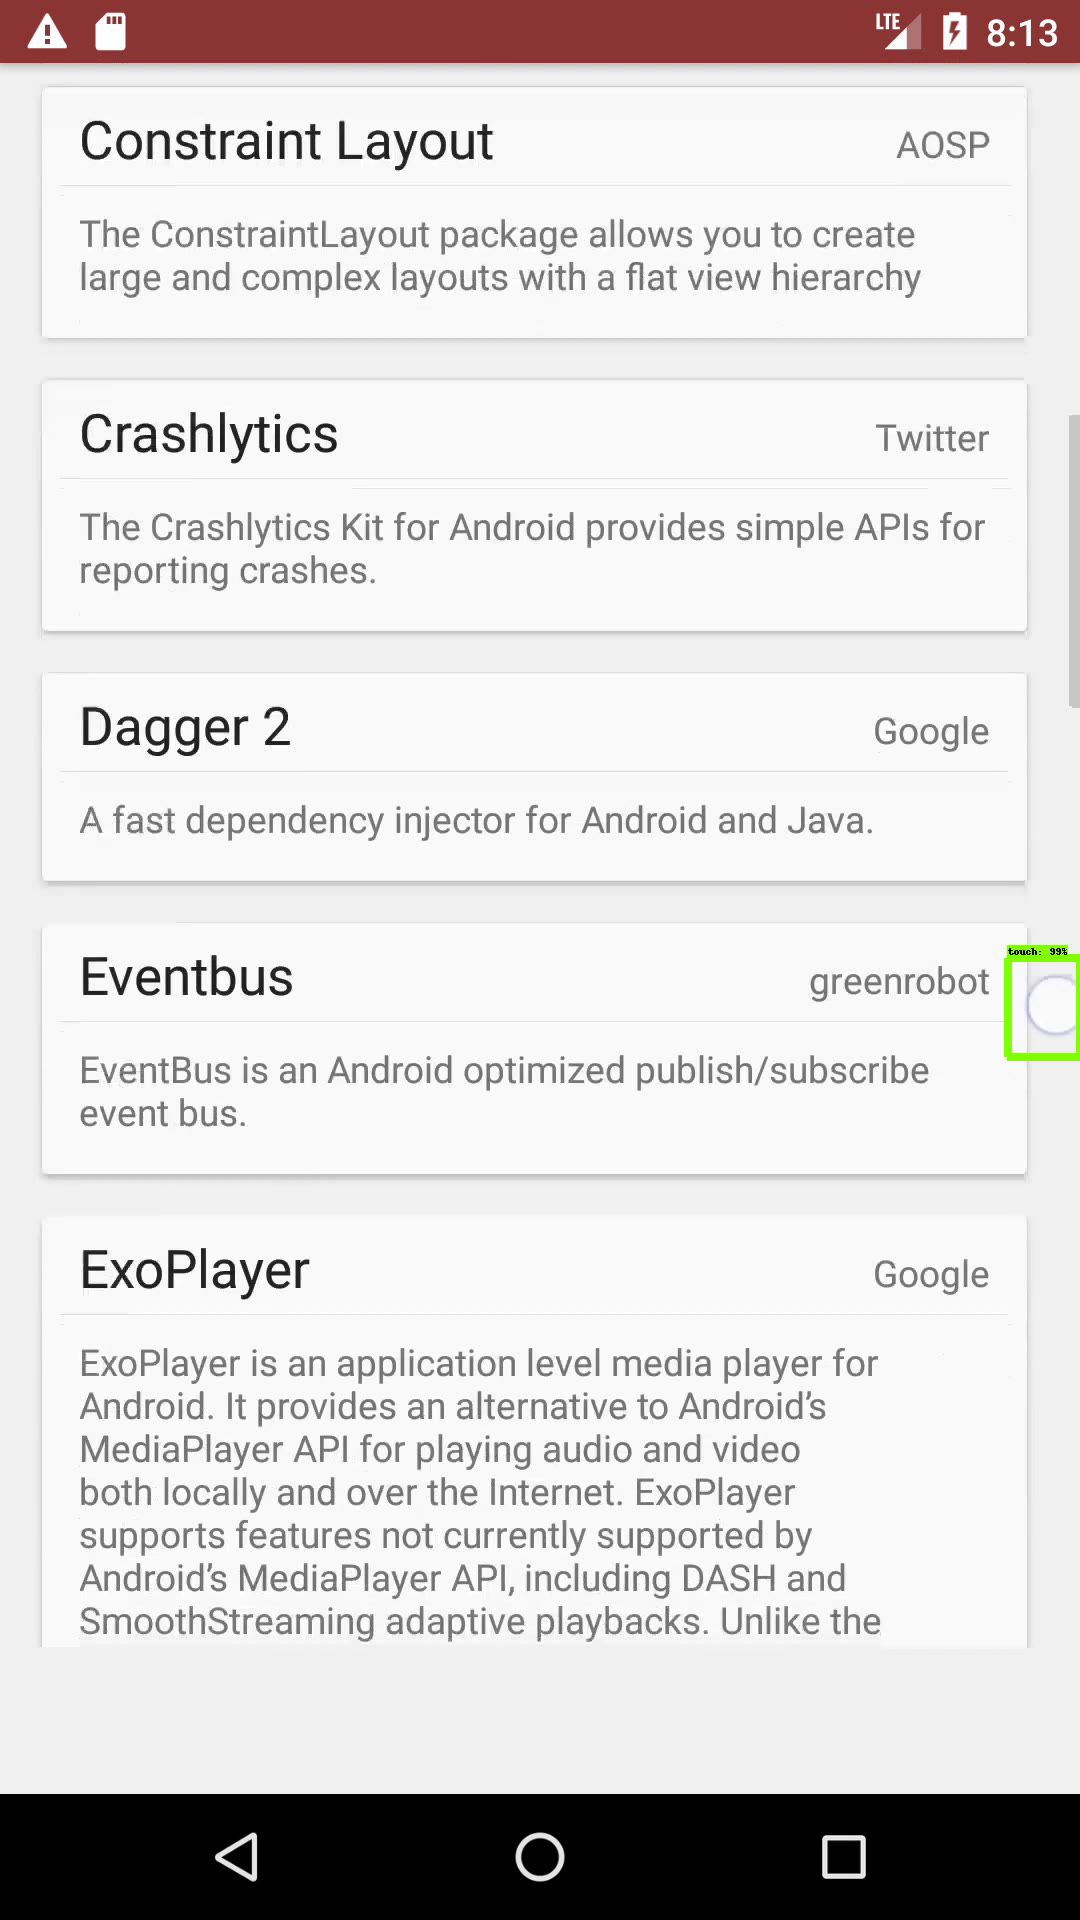 LTE 8:13
Constraint Layout AOSP
The ConstraintLayout package allows you to create
large and complex layouts with a flat view hierarchy
Crashlytics Twitter
The Crashlytics Kit for Android provides simple APIs for
reporting crashes.
Dagger 2 Google
A fast dependency injector for Android and Java.
touch: 99%
Eventbus greenrobot
EventBus is an Android optimized publish/subscribe
event bus.
ExoPlayer Google
ExoPlayer is an application level media player for
Android. It provides an alternative to Android’s
MediaPlayer API for playing audio and video
both locally and over the Internet. ExoPlayer
supports features not currently supported by
Android’s MediaPlayer API, including DASH and
SmoothStreaming adaptive playbacks. Unlike the